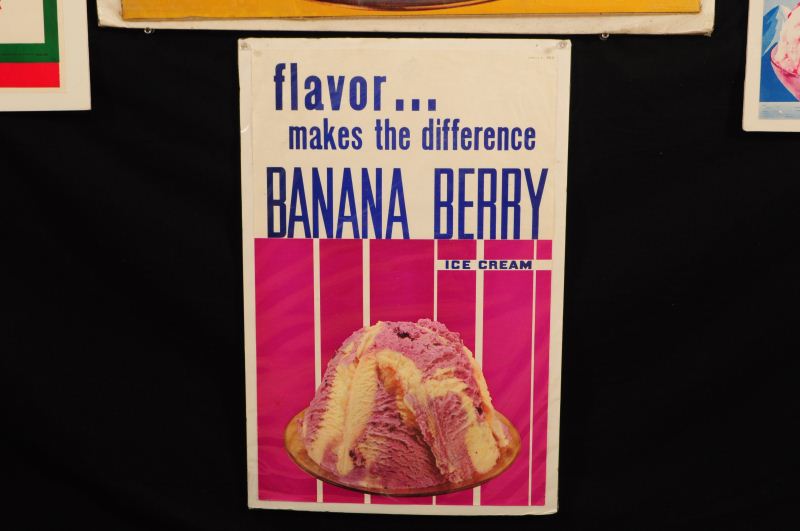 flavor...
makes the difference
BANANA BERRY
ICE CREAM